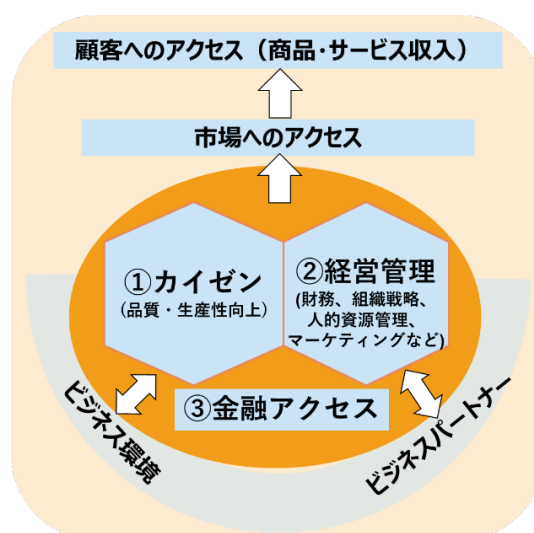 顧客へのアクセス（商品・サービス収入）
市場へのアクセス
①カイゼン
（品質・生産性向上）
②経営管理
(財務、組織戦略、
人的資源管理、
マーケティングなど)
③金融アクセス
ビジネス環境
ビジネスパートナー